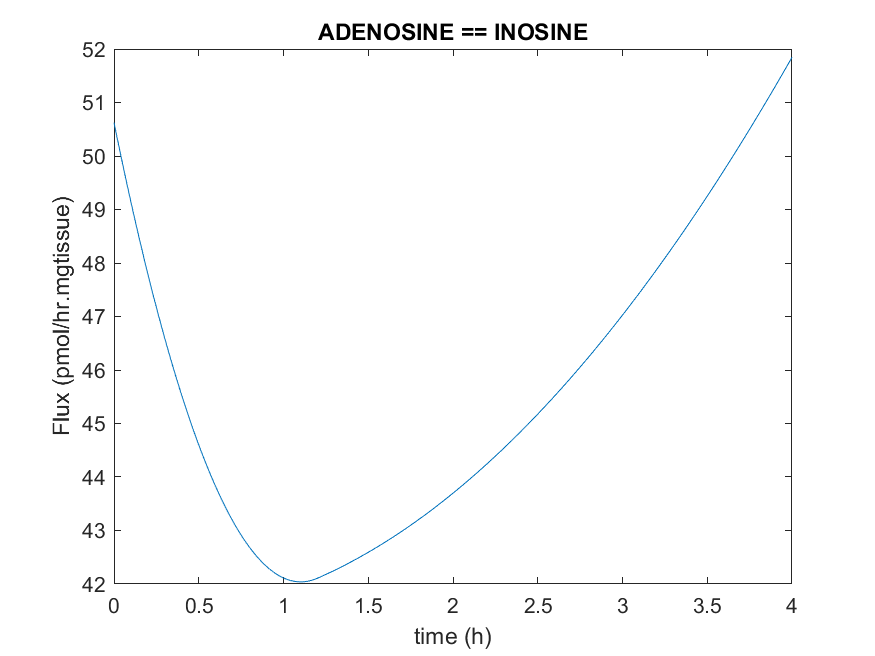 ADENOSINE == INOSINE
52
51
50
49
48
47
46
45
44
43
42
Flux (pmol/hr.mgtissue)
0 0.5 1 1.5 2 2.5 3 3.5 4
time (h)